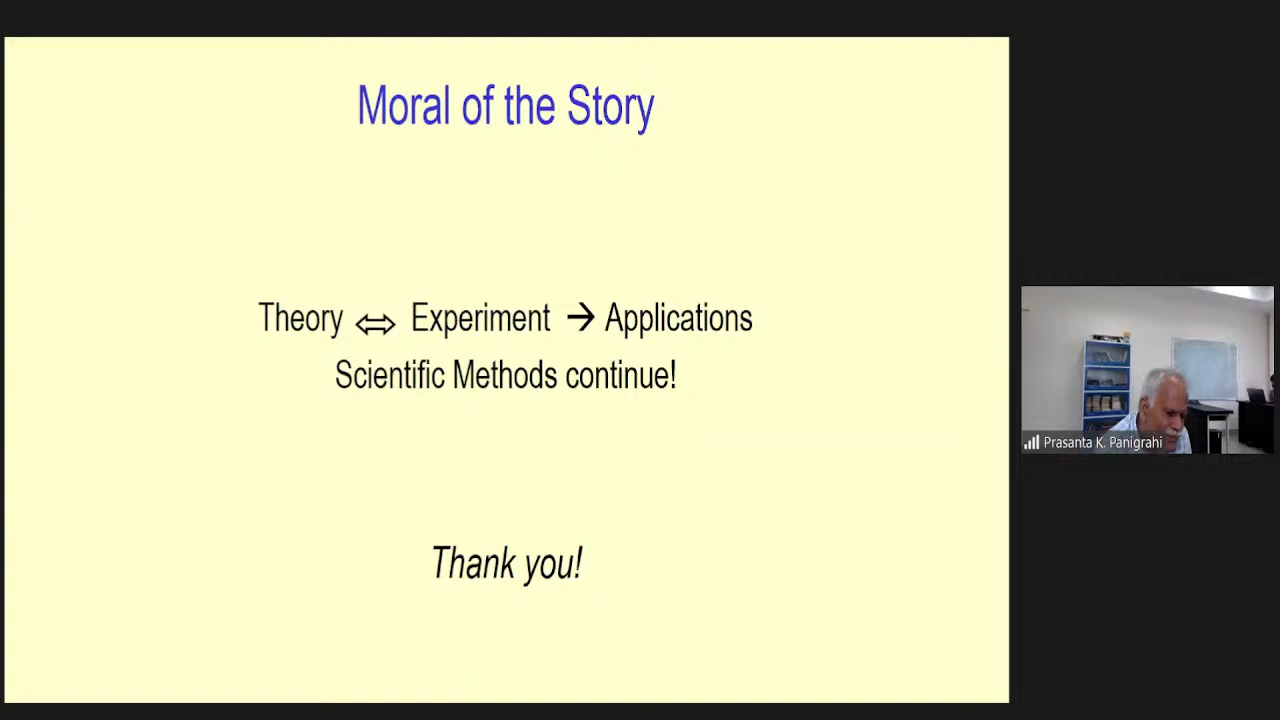 Moral of the Story
Theory ⇔ Experiment → Applications
Scientific Methods continue!
Thank you!
Prasanta K. Panigrahi